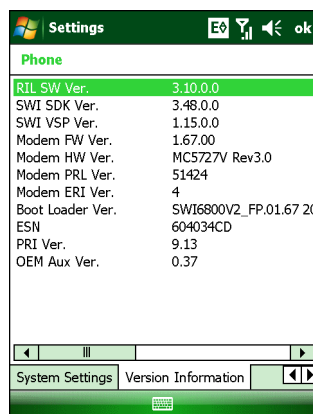 Settings E ok
Phone
RIL SW Ver. 3.10.0.0
SWI SDK Ver. 3.48.0.0
SWI VSP Ver. 1.15.0.0
Modem FW Ver. 1.67.00
Modem HW Ver. MC5727V Rev3.0
Modem PRL Ver. 51424
Modem ERI Ver. 4
Boot Loader Ver. SWI6800V2_FP.01.67 20
ESN 604034CD
PRI Ver. 9.13
OEM Aux Ver. 0.37
System Settings Version Information